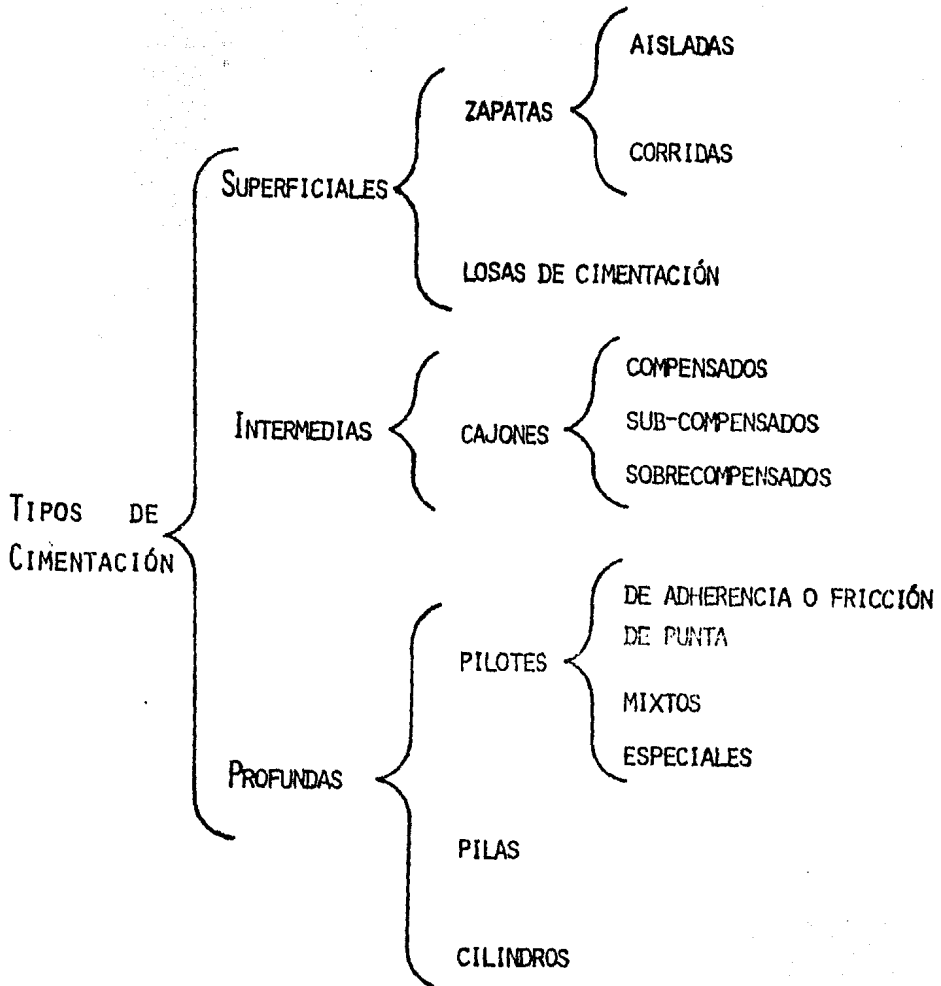 TIPOS DE
CIMENTACIÓN
SUPERFICIALES
ZAPATAS
AISLADAS
CORRIDAS
LOSAS DE CIMENTACIÓN
INTERMEDIAS
CAJONES
COMPENSADOS
SUB-COMPENSADOS
SOBRECOMPENSADOS
PROFUNDAS
PILOTES
DE ADHERENCIA O FRICCIÓN
DE PUNTA
MIXTOS
ESPECIALES
PILAS
CILINDROS